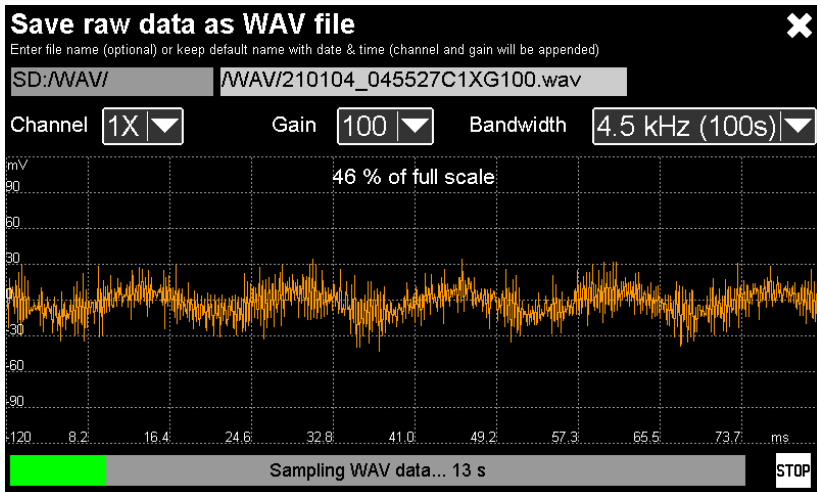 Save raw data as WAV file
Enter file name (optional) or keep default name with date & time (channel and gain will be appended)
SD:/WAV/ /WAV/210104_045527C1XG100.wav
Channel 1X Gain 100 Bandwidth 4.5 kHz (100s)
mV
46 % of full scale
90
60
30
0
-30
-60
-90
-120 8.2 16.4 24.6 32.8 41.0 49.2 57.3 65.5 73.7 ms
Sampling WAV data... 13 s STOP